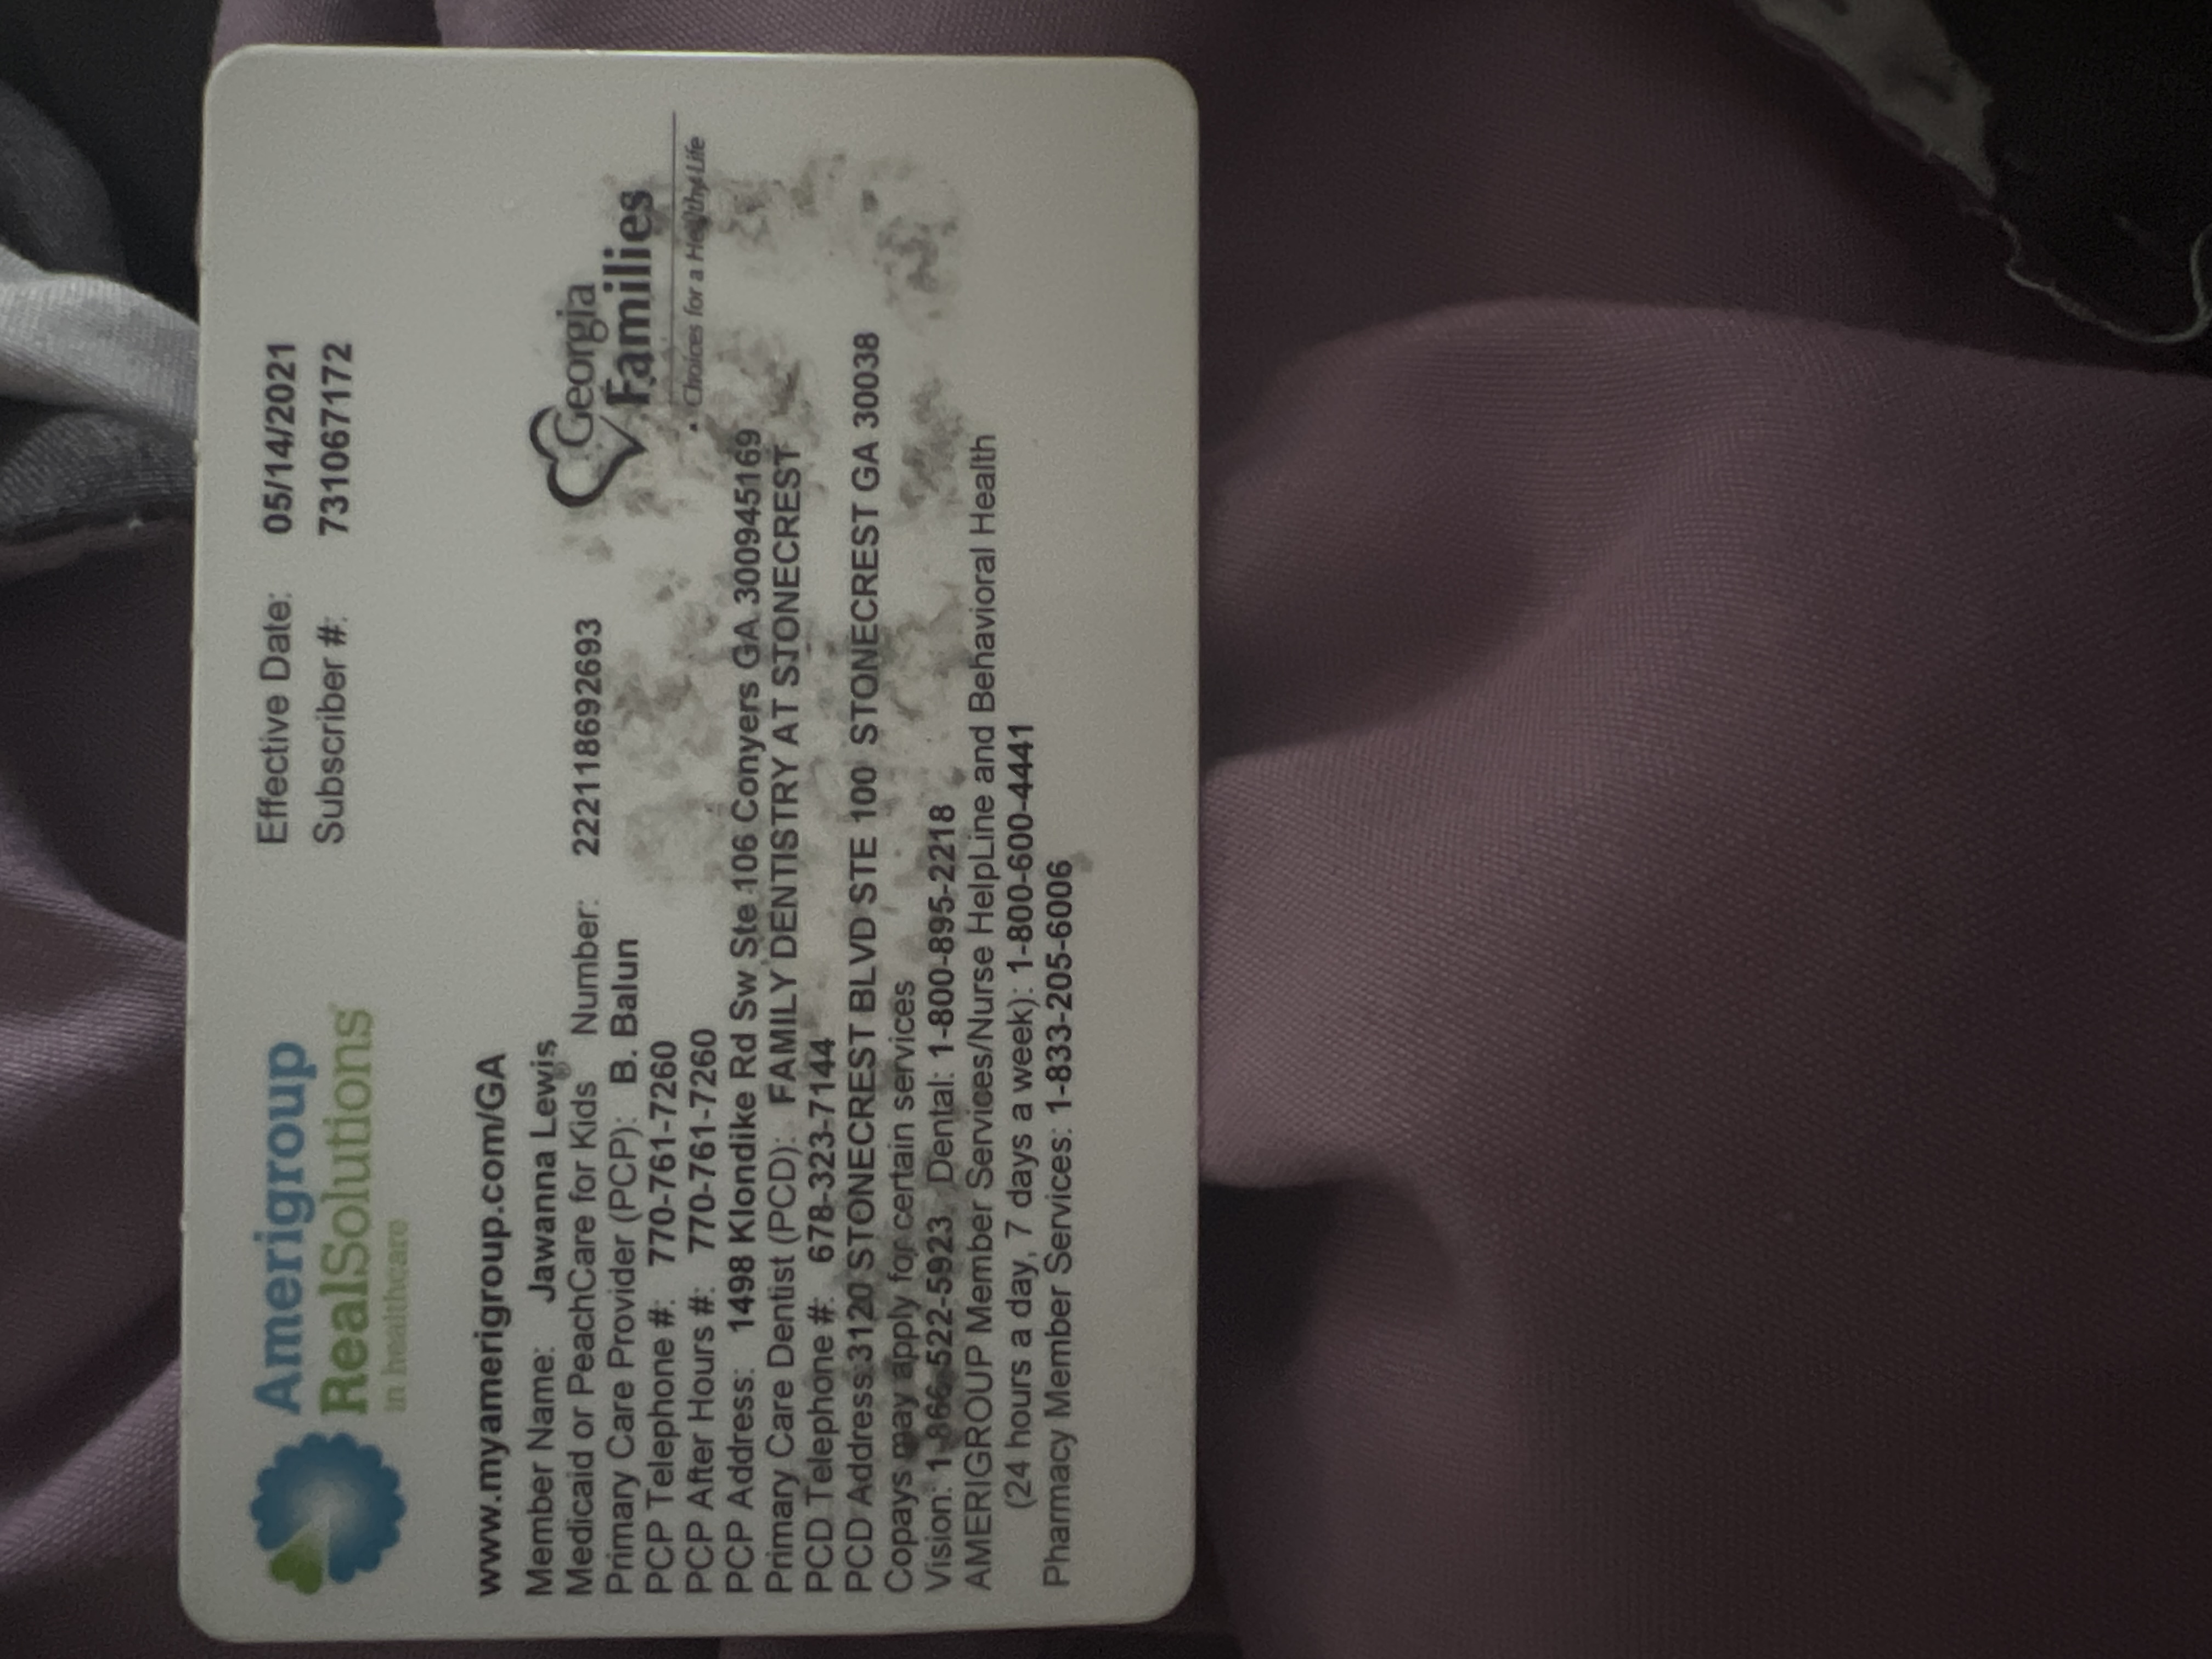 Amerigroup
RealSolutions
in healthcare
Effective Date: 05/14/2021
Subscriber #: 731067172
www.myamerigroup.com/GA
Member Name: Jawanna Lewis
Medicaid or PeachCare for Kids Number: 222118692693
Primary Care Provider (PCP): B. Balun
PCP Telephone #: 770-761-7260
PCP After Hours #: 770-761-7260
PCP Address: 1498 Klondike Rd Sw Ste 106 Conyers GA 300945169
Primary Care Dentist (PCD): FAMILY DENTISTRY AT STONECREST
PCD Telephone #: 678-323-7144
PCD Address: 3120 STONECREST BLVD STE 100 STONECREST GA 30038
Copays may apply for certain services
Vision: 1-866-522-5923 Dental: 1-800-895-2218
AMERIGROUP Member Services/Nurse HelpLine and Behavioral Health
(24 hours a day, 7 days a week): 1-800-600-4441
Pharmacy Member Services: 1-833-205-6006
Georgia
Families
Choices for a Healthy Life